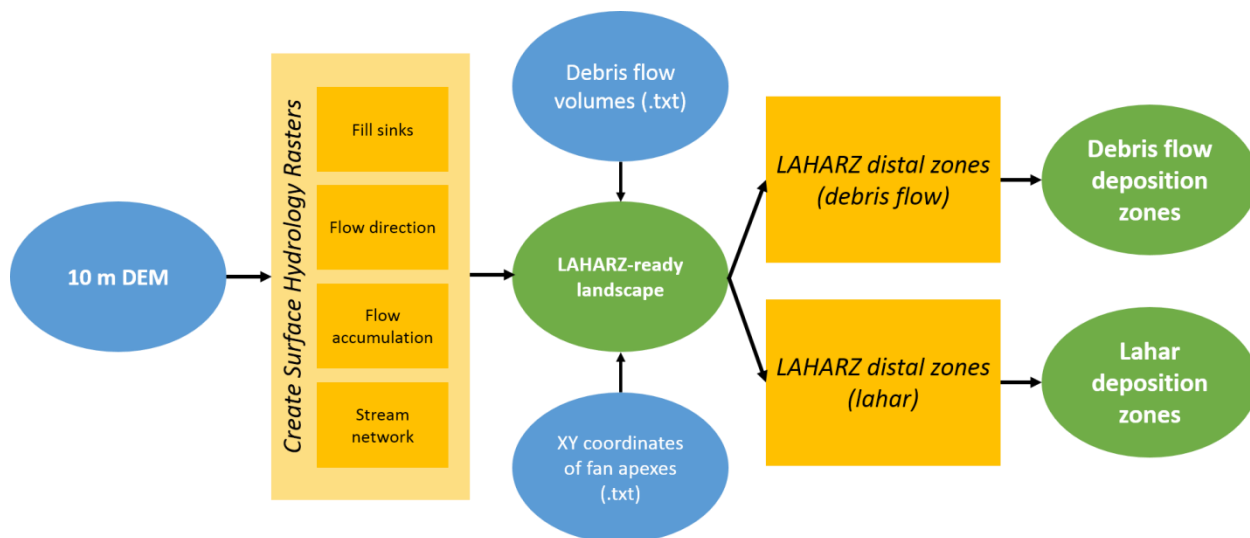 10 m DEM
Create Surface Hydrology Rasters
Fill sinks
Flow direction
Flow
accumulation
Stream
network
Debris flow
volumes (.txt)
LAHARZ-ready
landscape
XY coordinates
of fan apexes
(.txt)
LAHARZ distal zones
(debris flow)
LAHARZ distal zones
(lahar)
Debris flow
deposition
zones
Lahar
deposition
zones